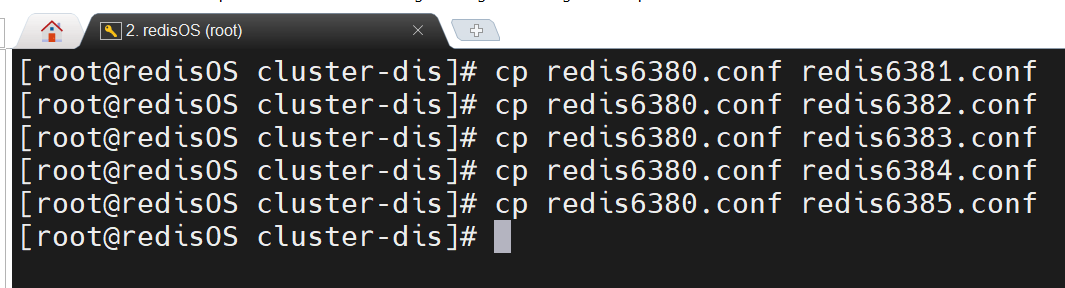 2. redisOS (root)
[root@redisOS cluster-dis]# cp redis6380.conf redis6381.conf
[root@redisOS cluster-dis]# cp redis6380.conf redis6382.conf
[root@redisOS cluster-dis]# cp redis6380.conf redis6383.conf
[root@redisOS cluster-dis]# cp redis6380.conf redis6384.conf
[root@redisOS cluster-dis]# cp redis6380.conf redis6385.conf
[root@redisOS cluster-dis]#